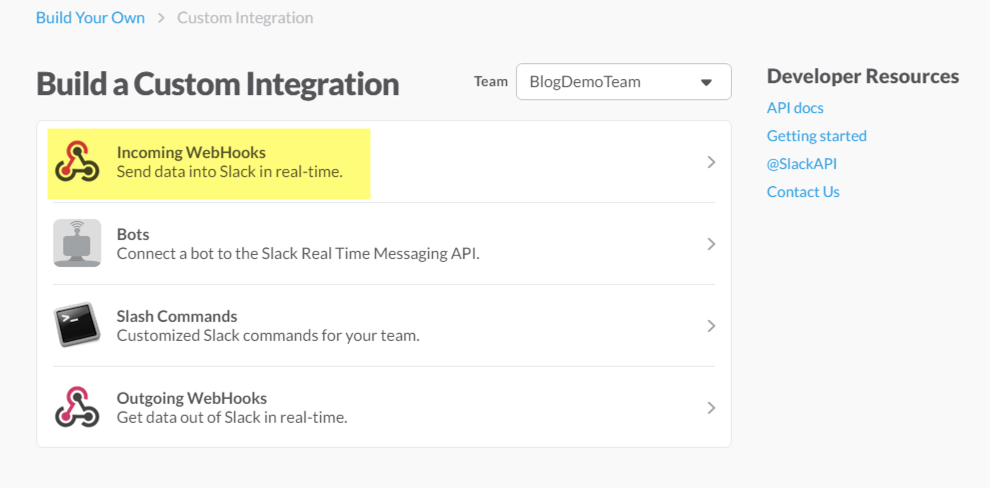 Build Your Own > Custom Integration
Build a Custom Integration
Team BlogDemoTeam
Incoming WebHooks
Send data into Slack in real-time.
Bots
Connect a bot to the Slack Real Time Messaging API.
Slash Commands
Customized Slack commands for your team.
Outgoing WebHooks
Get data out of Slack in real-time.
Developer Resources
API docs
Getting started
@SlackAPI
Contact Us